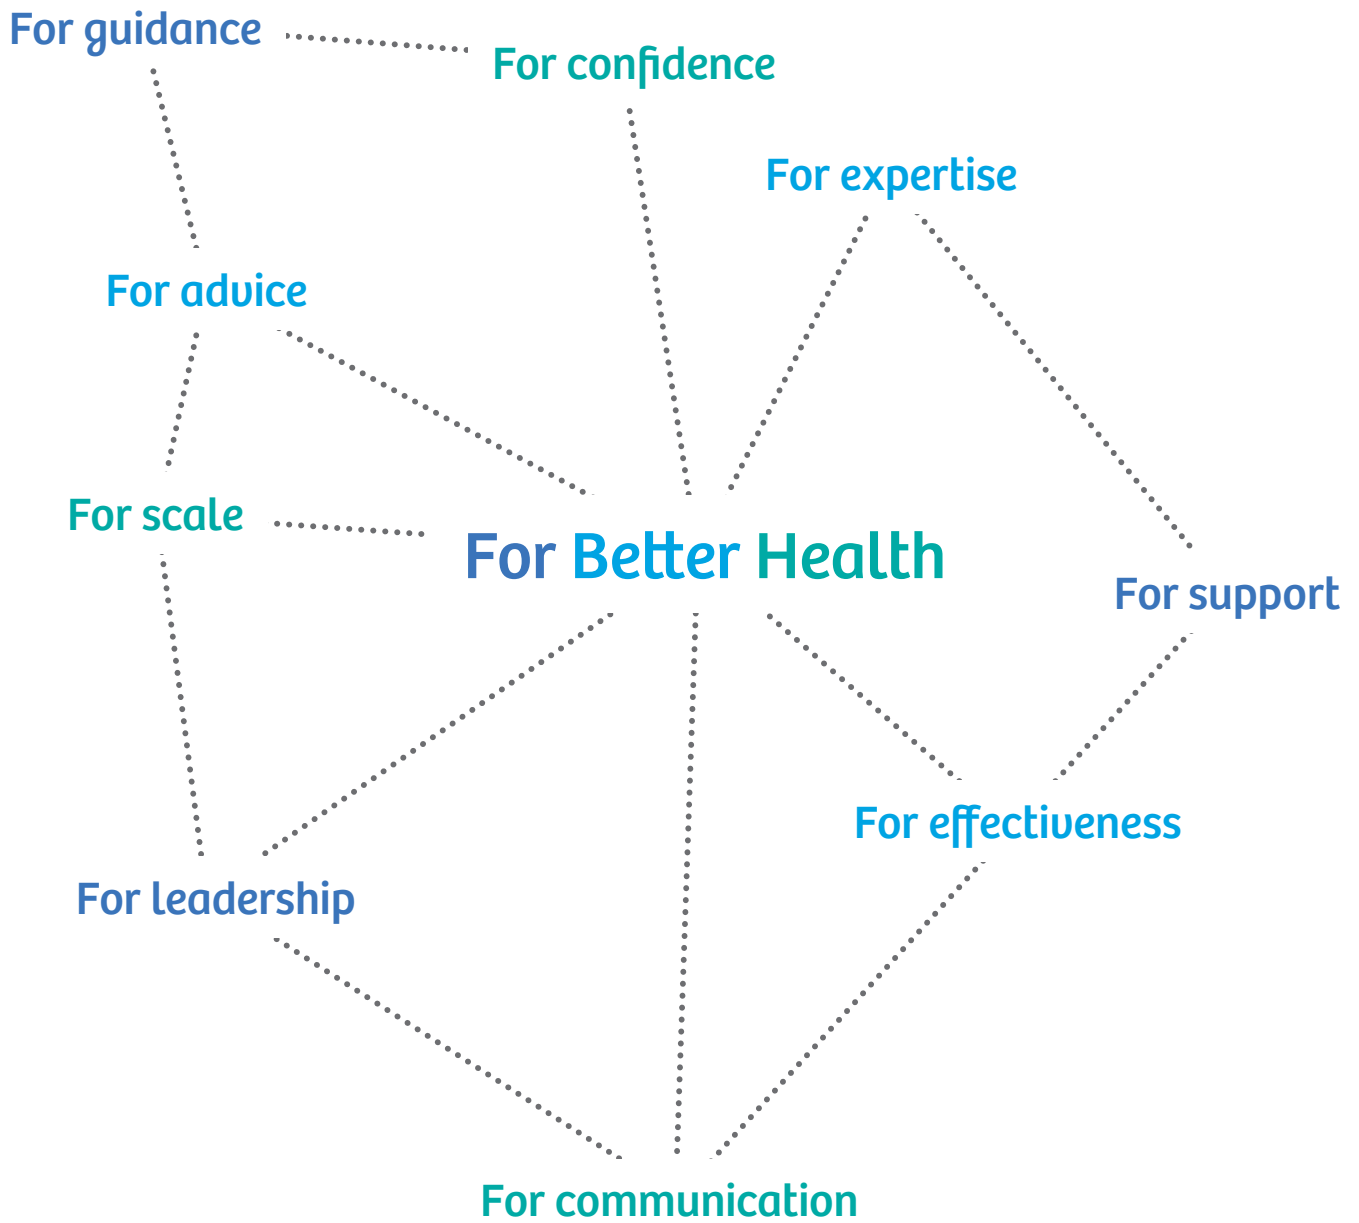 For guidance
For confidence
For expertise
For advice
For scale
For Better Health
For support
For effectiveness
For leadership
For communication